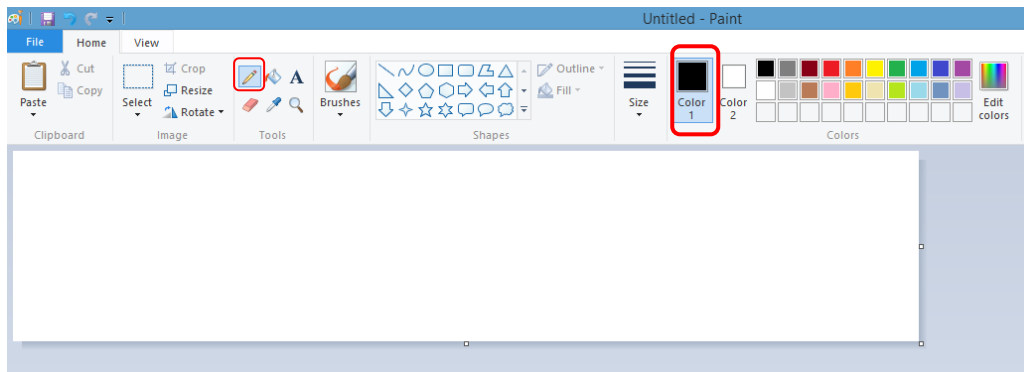 Untitled - Paint
File Home View
Cut
Copy
Paste
Clipboard
Select
Crop
Resize
Rotate
Image
A
Tools
Brushes
Outline
Fill
Shapes
Size
Color
1
Color
2
Edit
colors
Colors